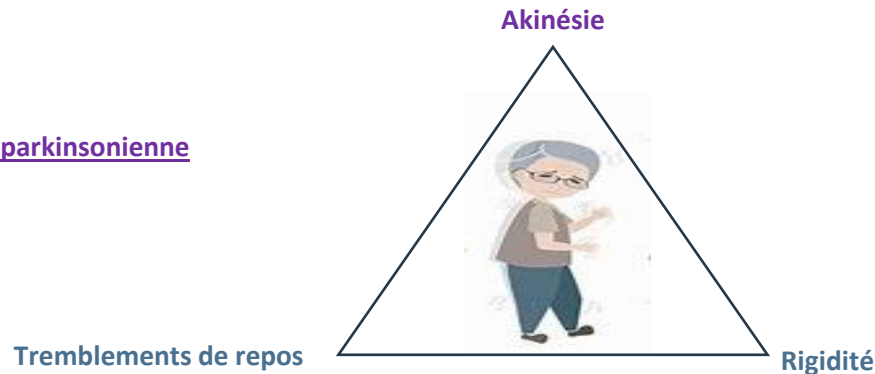 Akinésie
parkinsonienne
Tremblements de repos
Rigidité